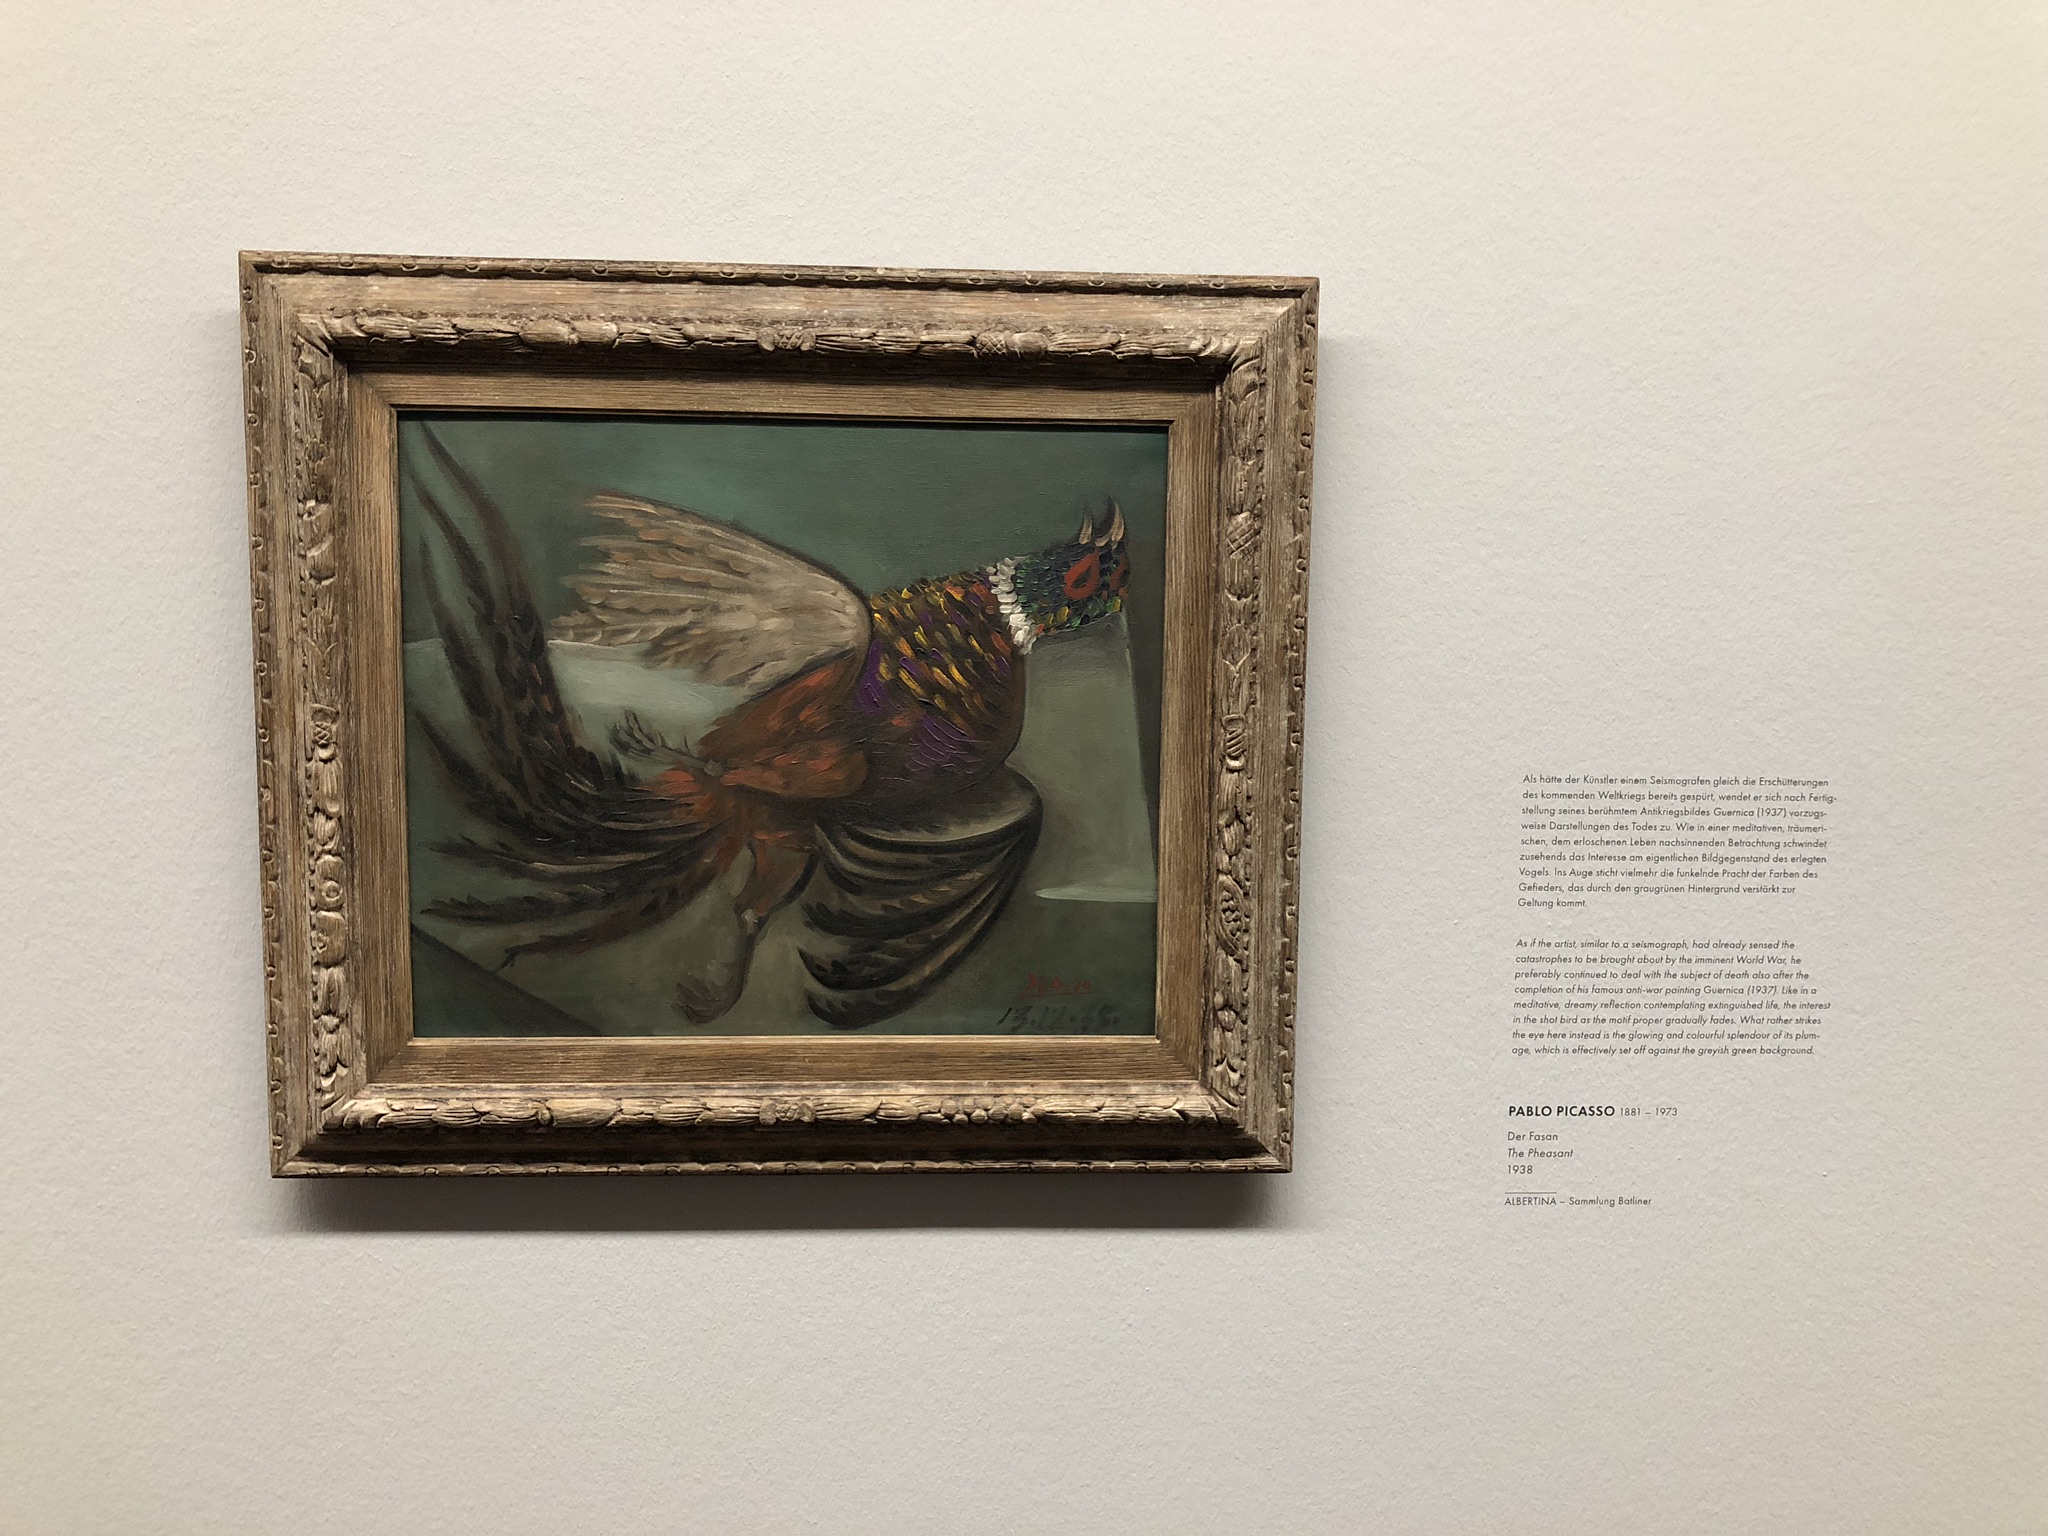 Picasso
13.11.38.
Als hätte der Künstler einem Seismografen gleich die Erschütterungen
des kommenden Weltkriegs bereits gespürt, wendet er sich nach Fertig-
stellung seines berühmtem Antikriegsbildes Guernica (1937) vorzugs-
weise Darstellungen des Todes zu. Wie in einer meditativen, träumeri-
schen, dem erloschenen Leben nachsinnenden Betrachtung schwindet
zusehends das Interesse am eigentlichen Bildgegenstand des erlegten
Vogels. Ins Auge sticht vielmehr die funkelnde Pracht der Farben des
Gefieders, das durch den graugrünen Hintergrund verstärkt zur
Geltung kommt.
As if the artist, similar to a seismograph, had already sensed the
catastrophes to be brought about by the imminent World War, he
preferably continued to deal with the subject of death also after the
completion of his famous anti-war painting Guernica (1937). Like in a
meditative, dreamy reflection contemplating extinguished life, the interest
in the shot bird as the motif proper gradually fades. What rather strikes
the eye here instead is the glowing and colourful splendour of its plum-
age, which is effectively set off against the greyish green background.
PABLO PICASSO 1881 – 1973
Der Fasan
The Pheasant
1938
ALBERTINA – Sammlung Batliner